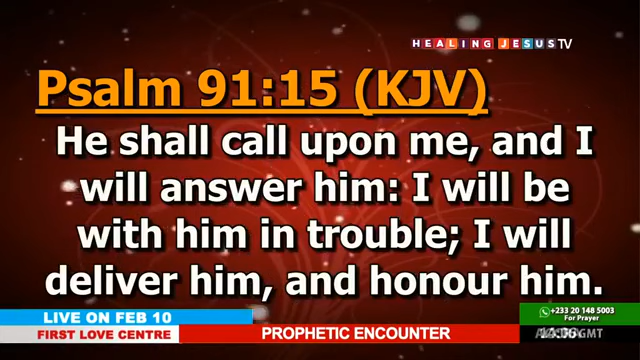 HEALING JESUS TV
Psalm 91:15 (KJV)
He shall call upon me, and I
will answer him: I will be
with him in trouble; I will
deliver him, and honour him.
LIVE ON FEB 10
FIRST LOVE CENTRE
PROPHETIC ENCOUNTER
+233 20 148 5003
For Prayer
GMT